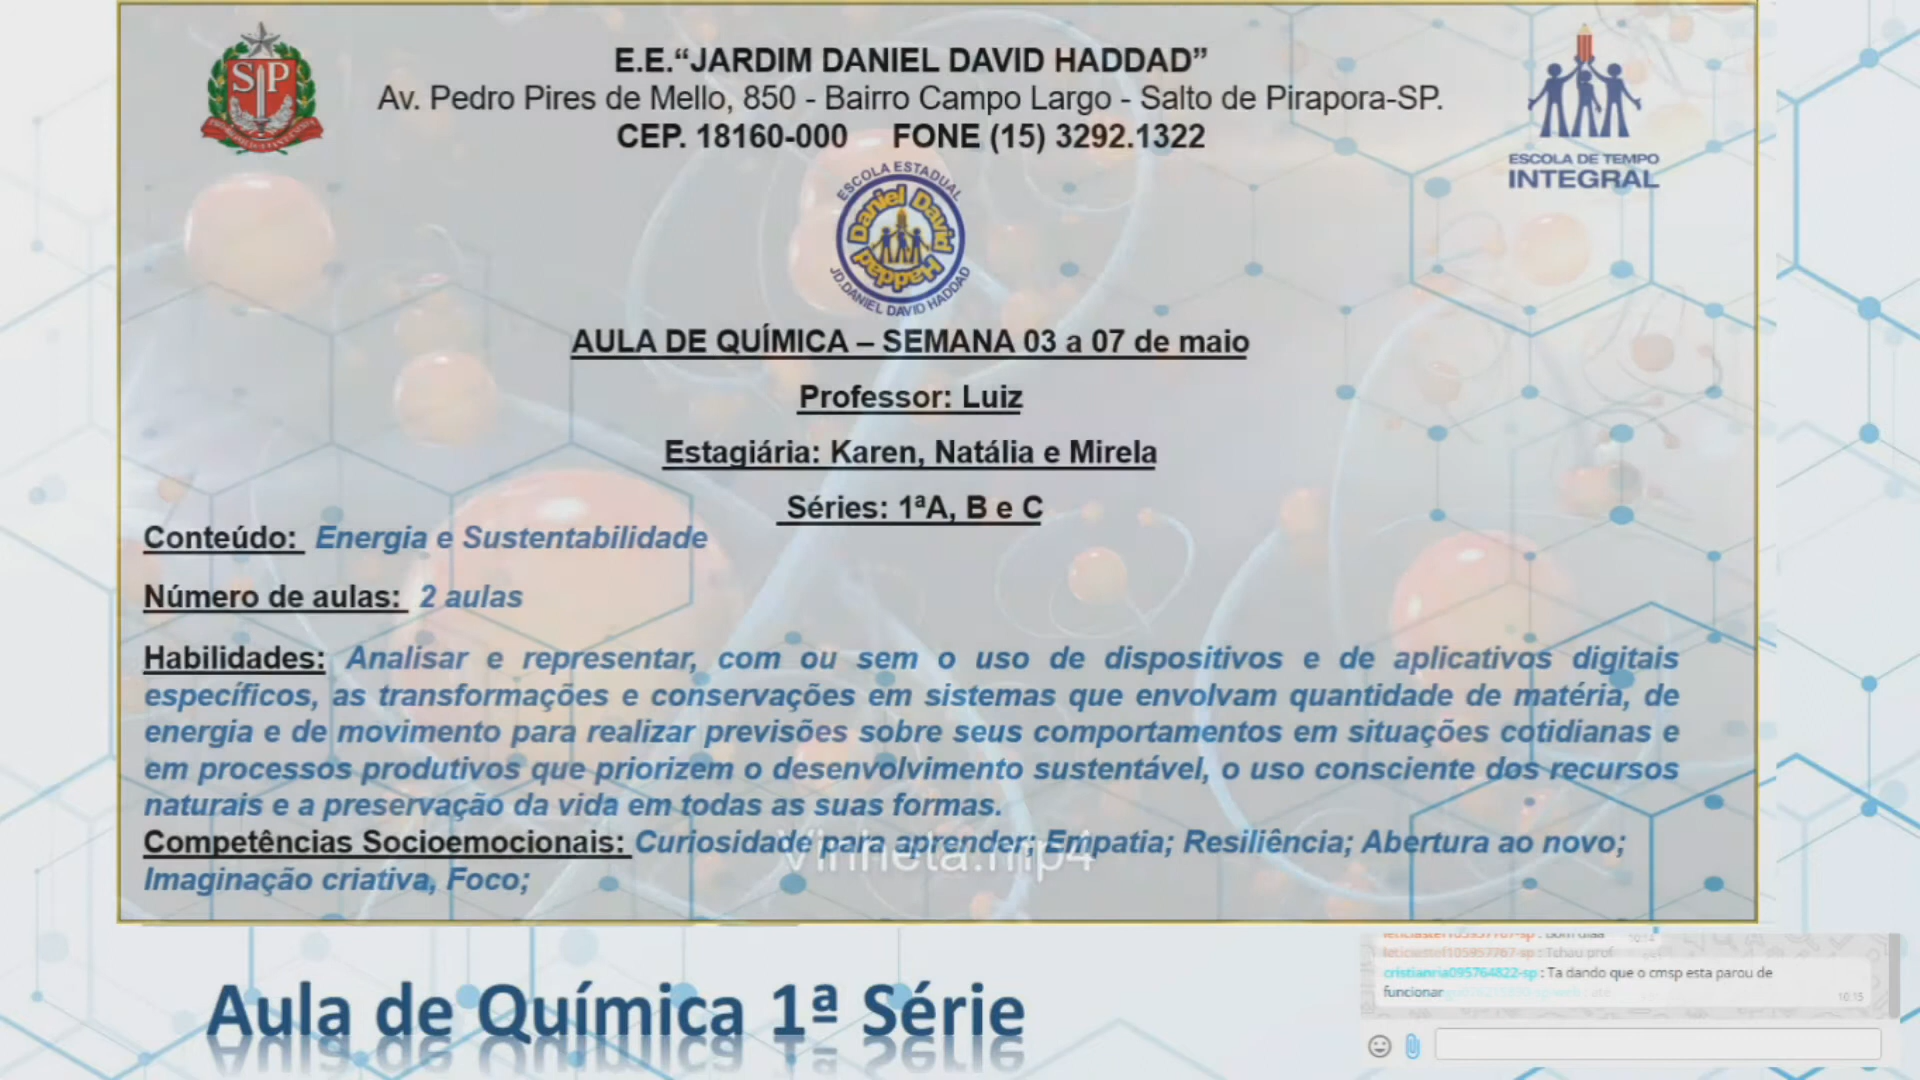 E.E.“JARDIM DANIEL DAVID HADDAD”
Av. Pedro Pires de Mello, 850 - Bairro Campo Largo - Salto de Pirapora-SP.
CEP. 18160-000 FONE (15) 3292.1322
SP
ESCOLA DE TEMPO
INTEGRAL
ESCOLA ESTADUAL
Daniel David
Haddad
JD.DANIEL DAVID HADDAD
AULA DE QUÍMICA – SEMANA 03 a 07 de maio
Professor: Luiz
Estagiária: Karen, Natália e Mirela
Séries: 1ªA, B e C
Conteúdo: Energia e Sustentabilidade
Número de aulas: 2 aulas
Habilidades: Analisar e representar, com ou sem o uso de dispositivos e de aplicativos digitais
específicos, as transformações e conservações em sistemas que envolvam quantidade de matéria, de
energia e de movimento para realizar previsões sobre seus comportamentos em situações cotidianas e
em processos produtivos que priorizem o desenvolvimento sustentável, o uso consciente dos recursos
naturais e a preservação da vida em todas as suas formas.
Competências Socioemocionais: Curiosidade para aprender; Empatia; Resiliência; Abertura ao novo;
Vinheta.mp4
Imaginação criativa, Foco;
Aula de Química 1ª Série
Tchau prof
cristianria095764822-sp : Ta dando que o cmsp esta parou de
funcionar
10:15